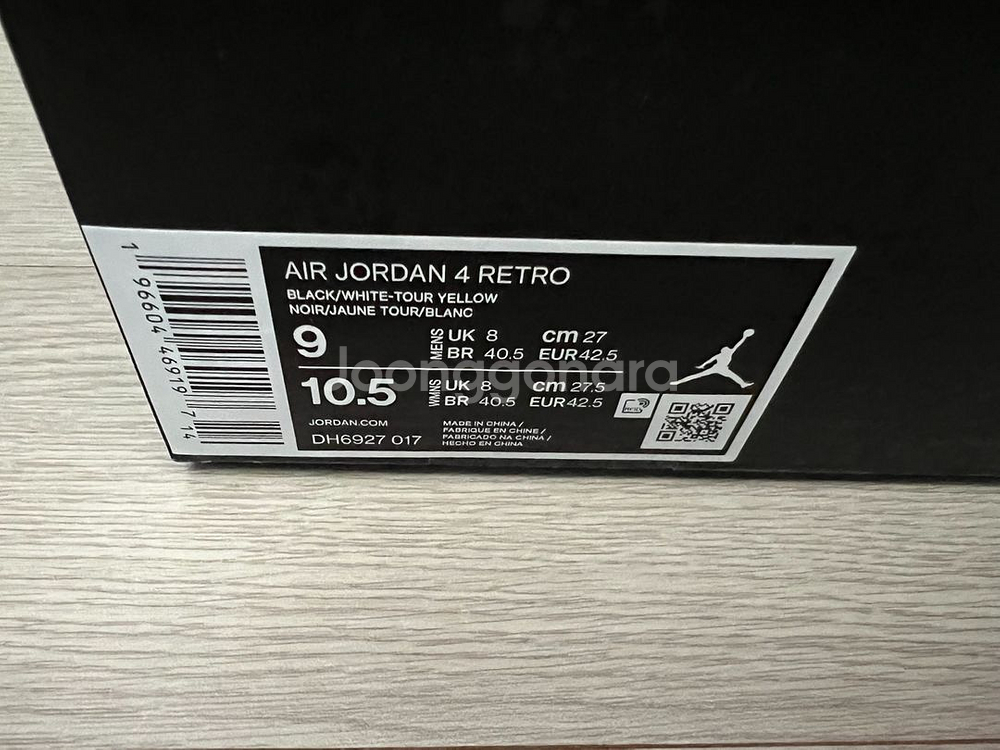 AIR JORDAN 4 RETRO
BLACK/WHITE-TOUR YELLOW
NOIR/JAUNE TOUR/BLANC
9 MENS UK 8 cm 27
BR 40.5 EUR 42.5
10.5 WMNS UK 8 cm 27.5
BR 40.5 EUR 42.5
JORDAN.COM
DH6927 017
MADE IN CHINA /
FABRIQUE EN CHINE /
FABRICADO NA CHINA /
HECHO EN CHINA
RFID
1 96604 46919 7 14
joonggonara